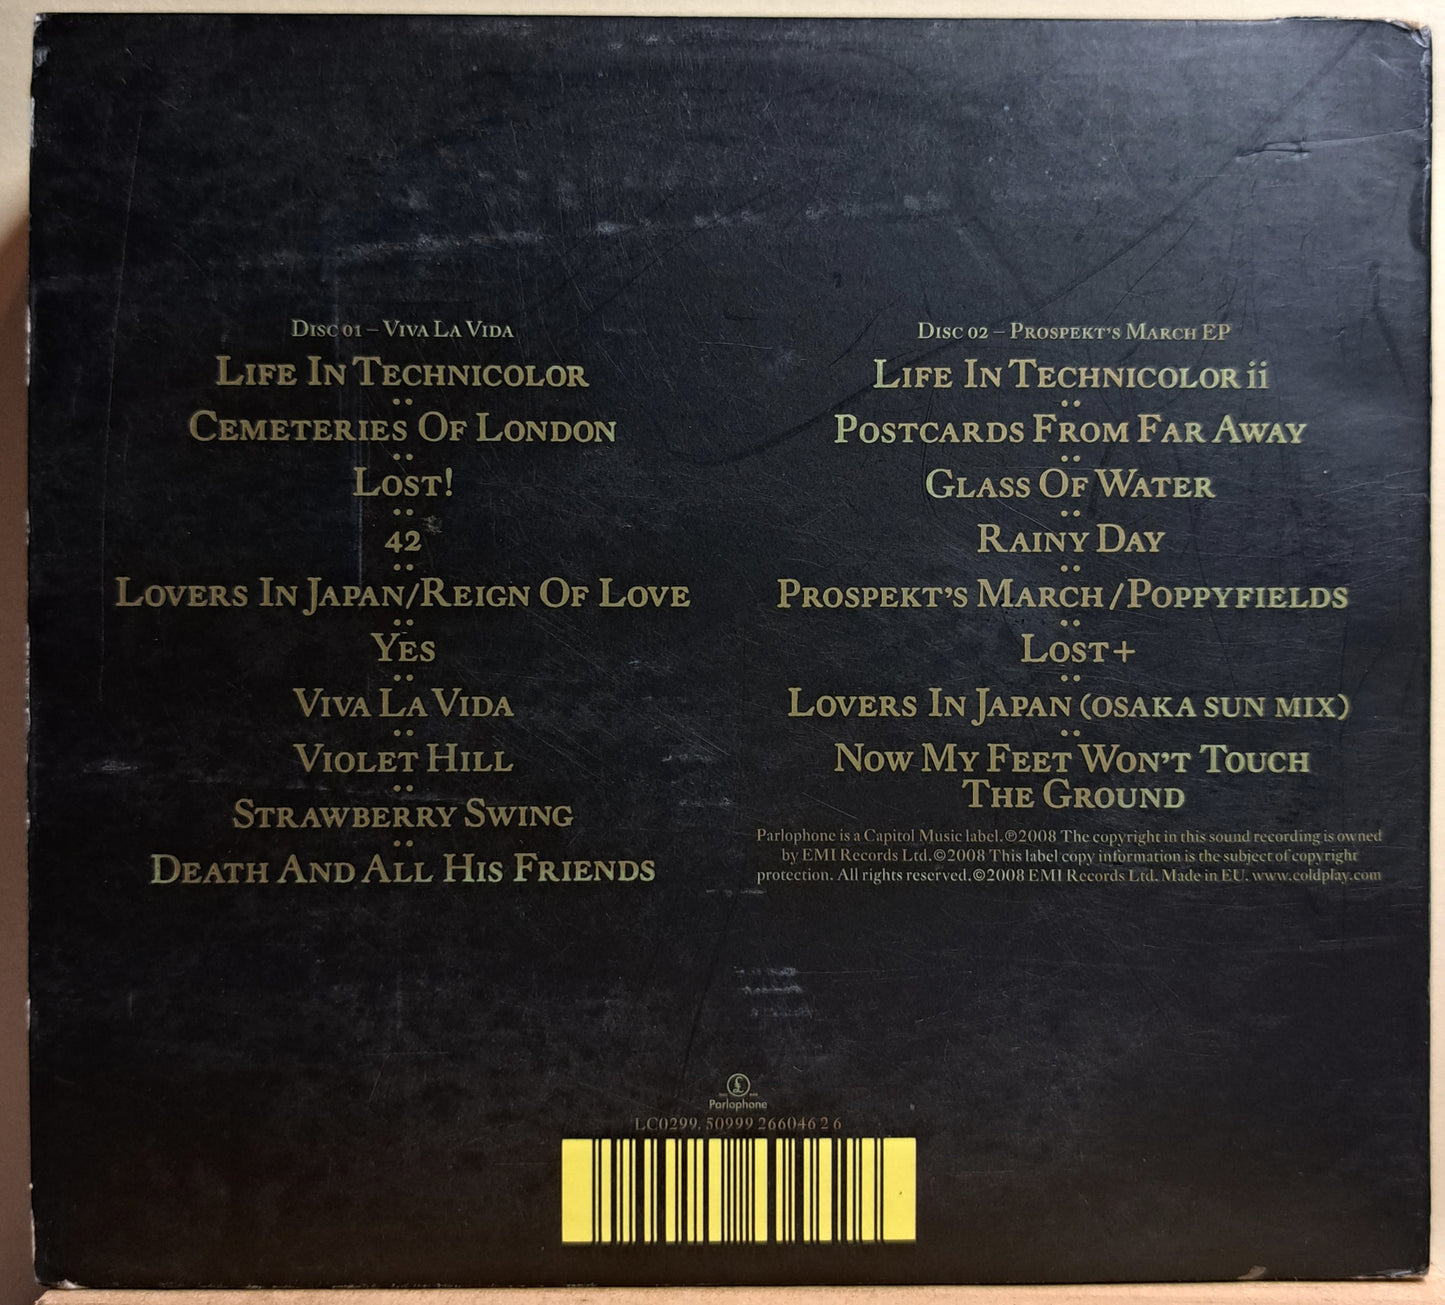 Disc 01 – Viva La Vida
Life In Technicolor
Cemeteries Of London
Lost!
42
Lovers In Japan/Reign Of Love
Yes
Viva La Vida
Violet Hill
Strawberry Swing
Death And All His Friends
Disc 02 – Prospekt's March EP
Life In Technicolor ii
Postcards From Far Away
Glass Of Water
Rainy Day
Prospekt's March/Poppyfields
Lost+
Lovers In Japan (Osaka Sun Mix)
Now My Feet Won't Touch
The Ground
Parlophone is a Capitol Music label. ℗2008 The copyright in this sound recording is owned
by EMI Records Ltd. ©2008 This label copy information is the subject of copyright
protection. All rights reserved. ©2008 EMI Records Ltd. Made in EU. www.coldplay.com
£
Parlophone
LC0299. 50999 266046 2 6